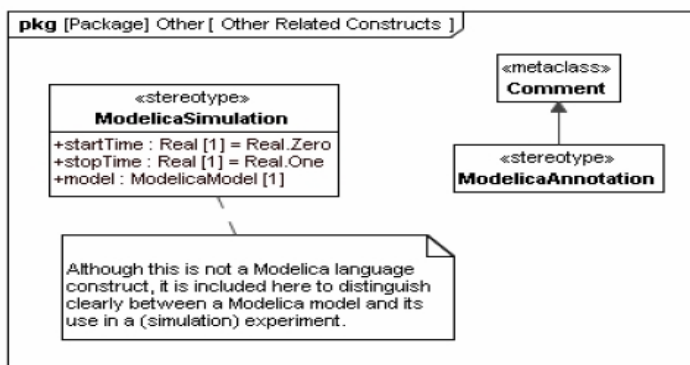 pkg [Package] Other [ Other Related Constructs ]
«metaclass»
Comment
«stereotype»
ModelicaSimulation
+startTime : Real [1] = Real.Zero
+stopTime : Real [1] = Real.One
+model : ModelicaModel [1]
«stereotype»
ModelicaAnnotation
Although this is not a Modelica language
construct, it is included here to distinguish
clearly between a Modelica model and its
use in a (simulation) experiment.